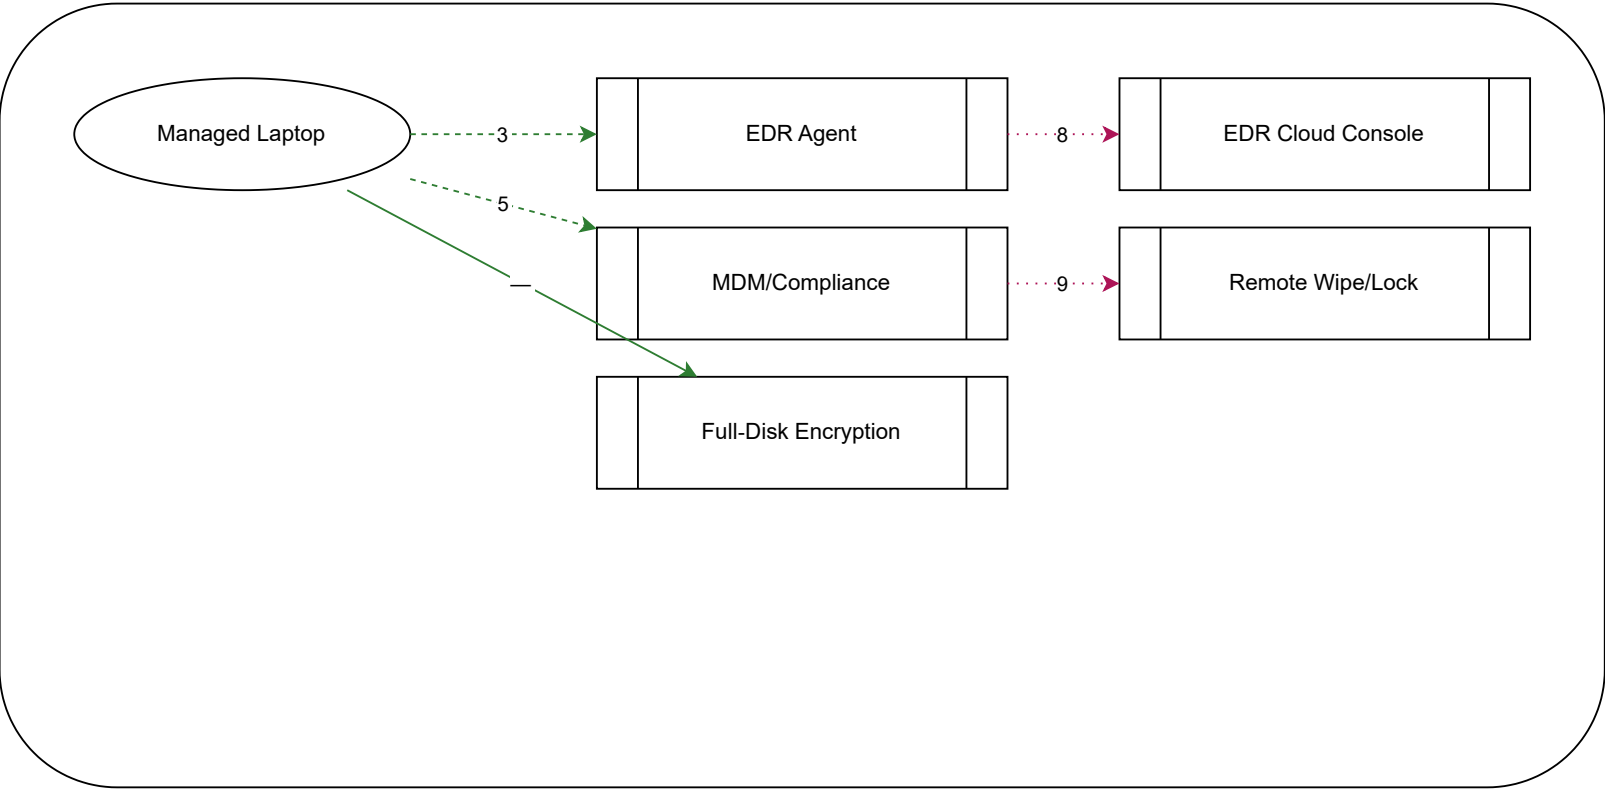 Managed Laptop
3
EDR Agent
8
EDR Cloud Console
5
MDM/Compliance
9
Remote Wipe/Lock
—
Full-Disk Encryption